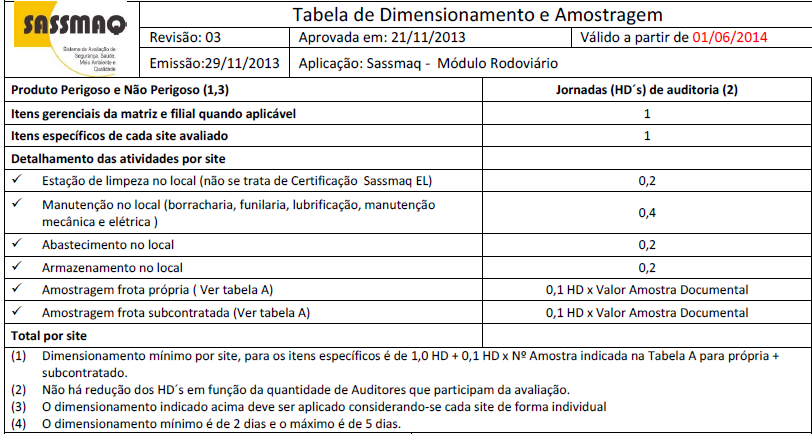 SASSMAQ
Sistema de Avaliação de
Segurança, Saúde,
Meio Ambiente e
Qualidade
Tabela de Dimensionamento e Amostragem
Revisão: 03
Aprovada em: 21/11/2013
Válido a partir de 01/06/2014
Emissão:29/11/2013
Aplicação: Sassmaq - Módulo Rodoviário
Produto Perigoso e Não Perigoso (1,3)
Jornadas (HD´s) de auditoria (2)
Itens gerenciais da matriz e filial quando aplicável
1
Itens específicos de cada site avaliado
1
Detalhamento das atividades por site
✓ Estação de limpeza no local (não se trata de Certificação Sassmaq EL)
0,2
✓ Manutenção no local (borracharia, funilaria, lubrificação, manutenção
mecânica e elétrica )
0,4
✓ Abastecimento no local
0,2
✓ Armazenamento no local
0,2
✓ Amostragem frota própria ( Ver tabela A)
0,1 HD x Valor Amostra Documental
✓ Amostragem frota subcontratada (Ver tabela A)
0,1 HD x Valor Amostra Documental
Total por site
(1) Dimensionamento mínimo por site, para os itens específicos é de 1,0 HD + 0,1 HD x Nº Amostra indicada na Tabela A para própria +
subcontratado.
(2) Não há redução dos HD´s em função da quantidade de Auditores que participam da avaliação.
(3) O dimensionamento indicado acima deve ser aplicado considerando-se cada site de forma individual
(4) O dimensionamento mínimo é de 2 dias e o máximo é de 5 dias.